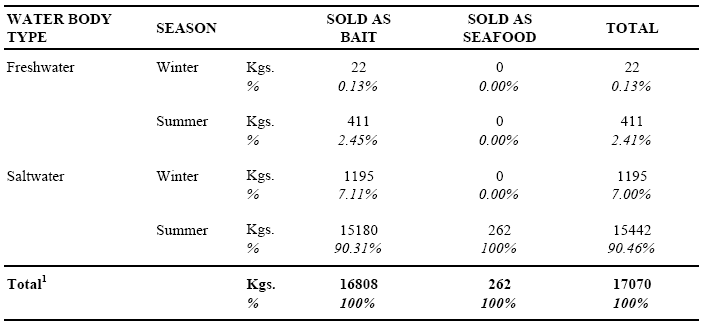 WATER BODY TYPE SEASON SOLD AS BAIT SOLD AS SEAFOOD TOTAL
Freshwater Winter Kgs. 22 0 22
% 0.13% 0.00% 0.13%
Summer Kgs. 411 0 411
% 2.45% 0.00% 2.41%
Saltwater Winter Kgs. 1195 0 1195
% 7.11% 0.00% 7.00%
Summer Kgs. 15180 262 15442
% 90.31% 100% 90.46%
Total1 Kgs. 16808 262 17070
% 100% 100% 100%